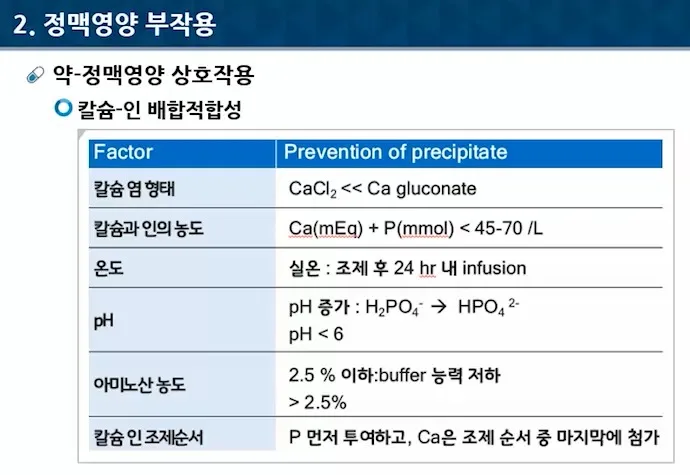 2. 정맥영양 부작용
약-정맥영양 상호작용
칼슘-인 배합적합성
Factor Prevention of precipitate
칼슘 염 형태 CaCl₂ << Ca gluconate
칼슘과 인의 농도 Ca(mEq) + P(mmol) < 45-70 /L
온도 실온 : 조제 후 24 hr 내 infusion
pH pH 증가 : H₂PO₄⁻ → HPO₄ ²⁻
pH < 6
아미노산 농도 2.5 % 이하:buffer 능력 저하
> 2.5%
칼슘 인 조제순서 P 먼저 투여하고, Ca은 조제 순서 중 마지막에 첨가